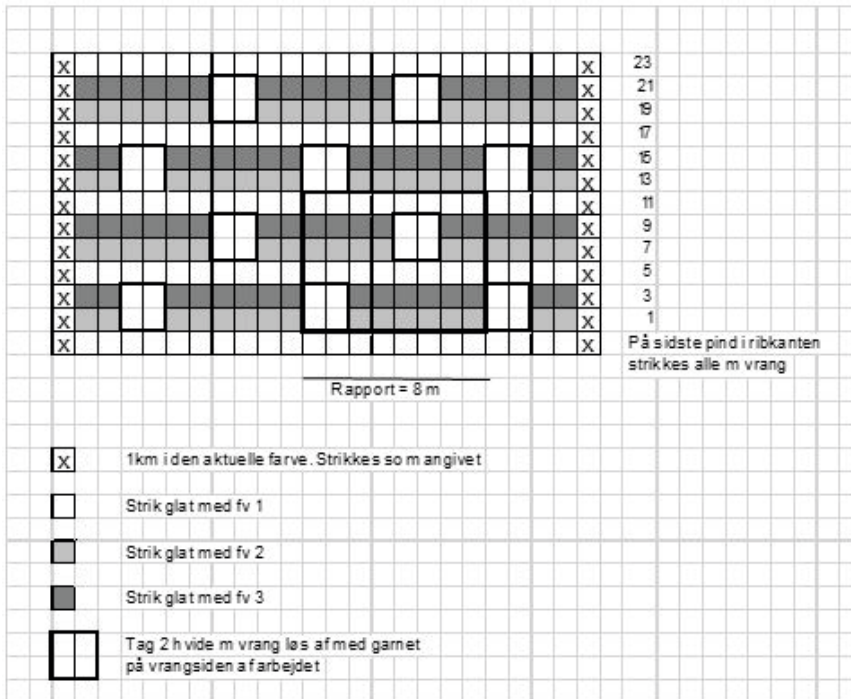 X X 23
X X 21
X X 19
X X 17
X X 15
X X 13
X X 11
X X 9
X X 7
X X 5
X X 3
X X 1
X X På sidste pind i ribkanten
strikkes alle m vrang
Rapport = 8 m
X 1km i den aktuelle farve. Strikkes som angivet
Strik glat med fv 1
Strik glat med fv 2
Strik glat med fv 3
Tag 2 hvide m vrang løs af med garnet
på vrangsiden af arbejdet